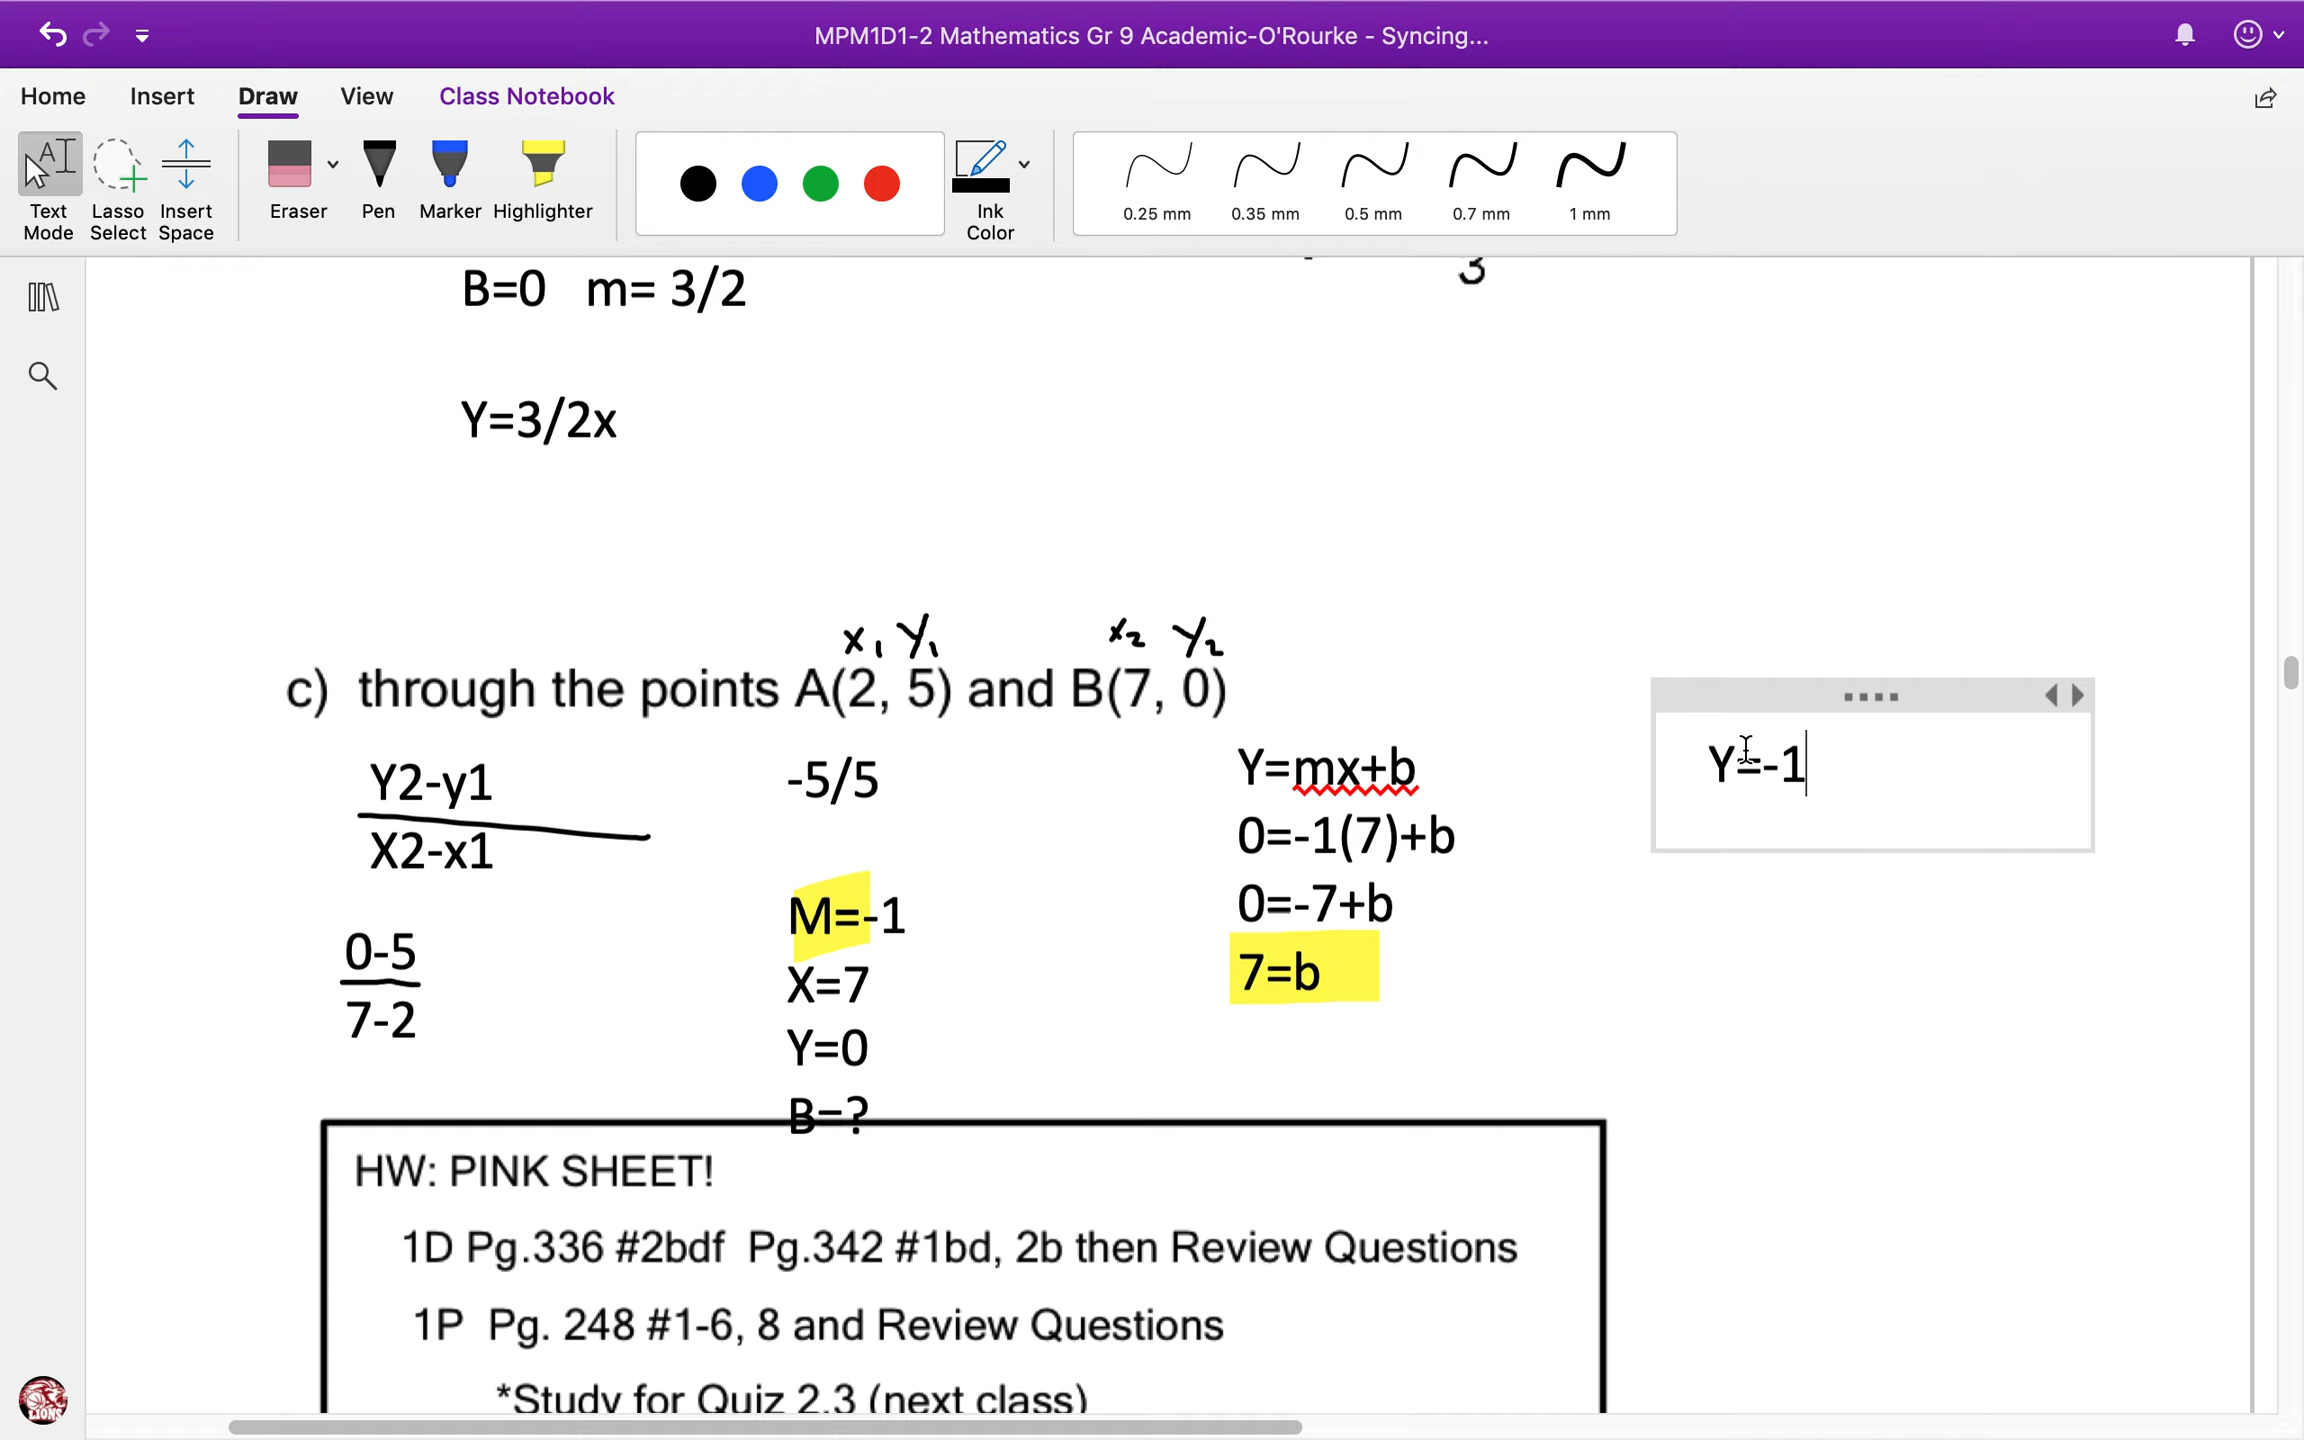 MPM1D1-2 Mathematics Gr 9 Academic-O'Rourke - Syncing...
Home Insert Draw View Class Notebook
Text Mode
Lasso Select
Insert Space
Eraser
Pen
Marker
Highlighter
Ink Color
0.25 mm 0.35 mm 0.5 mm 0.7 mm 1 mm
3
B=0 m= 3/2
Y=3/2x
x1 y1 x2 y2
c) through the points A(2, 5) and B(7, 0)
Y2-y1
X2-x1
0-5
7-2
-5/5
M=-1
X=7
Y=0
B=?
Y=mx+b
0=-1(7)+b
0=-7+b
7=b
Y=-1
HW: PINK SHEET!
1D Pg.336 #2bdf Pg.342 #1bd, 2b then Review Questions
1P Pg. 248 #1-6, 8 and Review Questions
*Study for Quiz 2.3 (next class)
LIONS